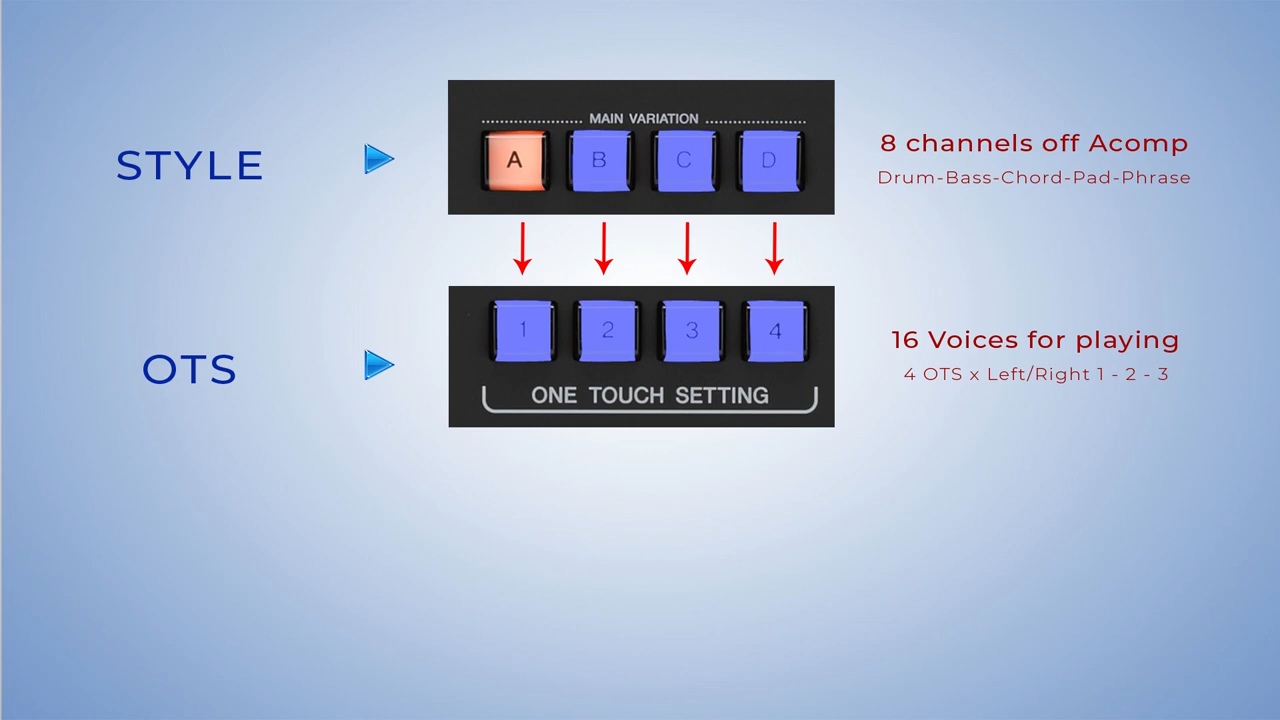 STYLE
MAIN VARIATION
A B C D
8 channels off Acomp
Drum-Bass-Chord-Pad-Phrase
OTS
1 2 3 4
ONE TOUCH SETTING
16 Voices for playing
4 OTS x Left/Right 1 - 2 - 3